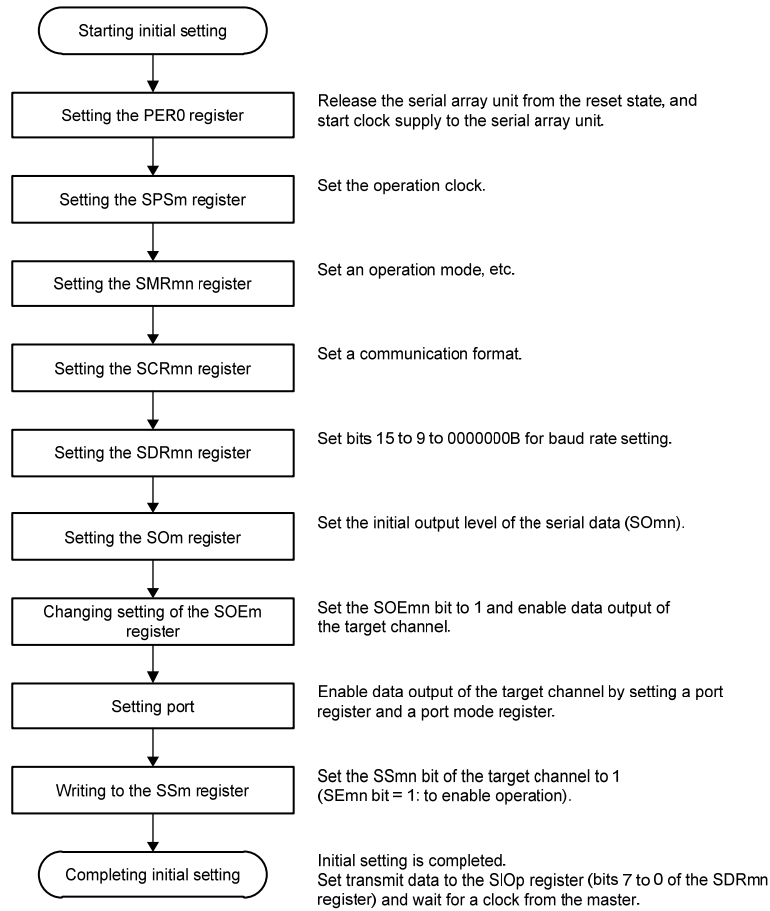 Starting initial setting
Setting the PER0 register
Release the serial array unit from the reset state, and
start clock supply to the serial array unit.
Setting the SPSm register
Set the operation clock.
Setting the SMRmn register
Set an operation mode, etc.
Setting the SCRmn register
Set a communication format.
Setting the SDRmn register
Set bits 15 to 9 to 0000000B for baud rate setting.
Setting the SOm register
Set the initial output level of the serial data (SOmn).
Changing setting of the SOEm
register
Set the SOEmn bit to 1 and enable data output of
the target channel.
Setting port
Enable data output of the target channel by setting a port
register and a port mode register.
Writing to the SSm register
Set the SSmn bit of the target channel to 1
(SEmn bit = 1: to enable operation).
Completing initial setting
Initial setting is completed.
Set transmit data to the SIOp register (bits 7 to 0 of the SDRmn
register) and wait for a clock from the master.